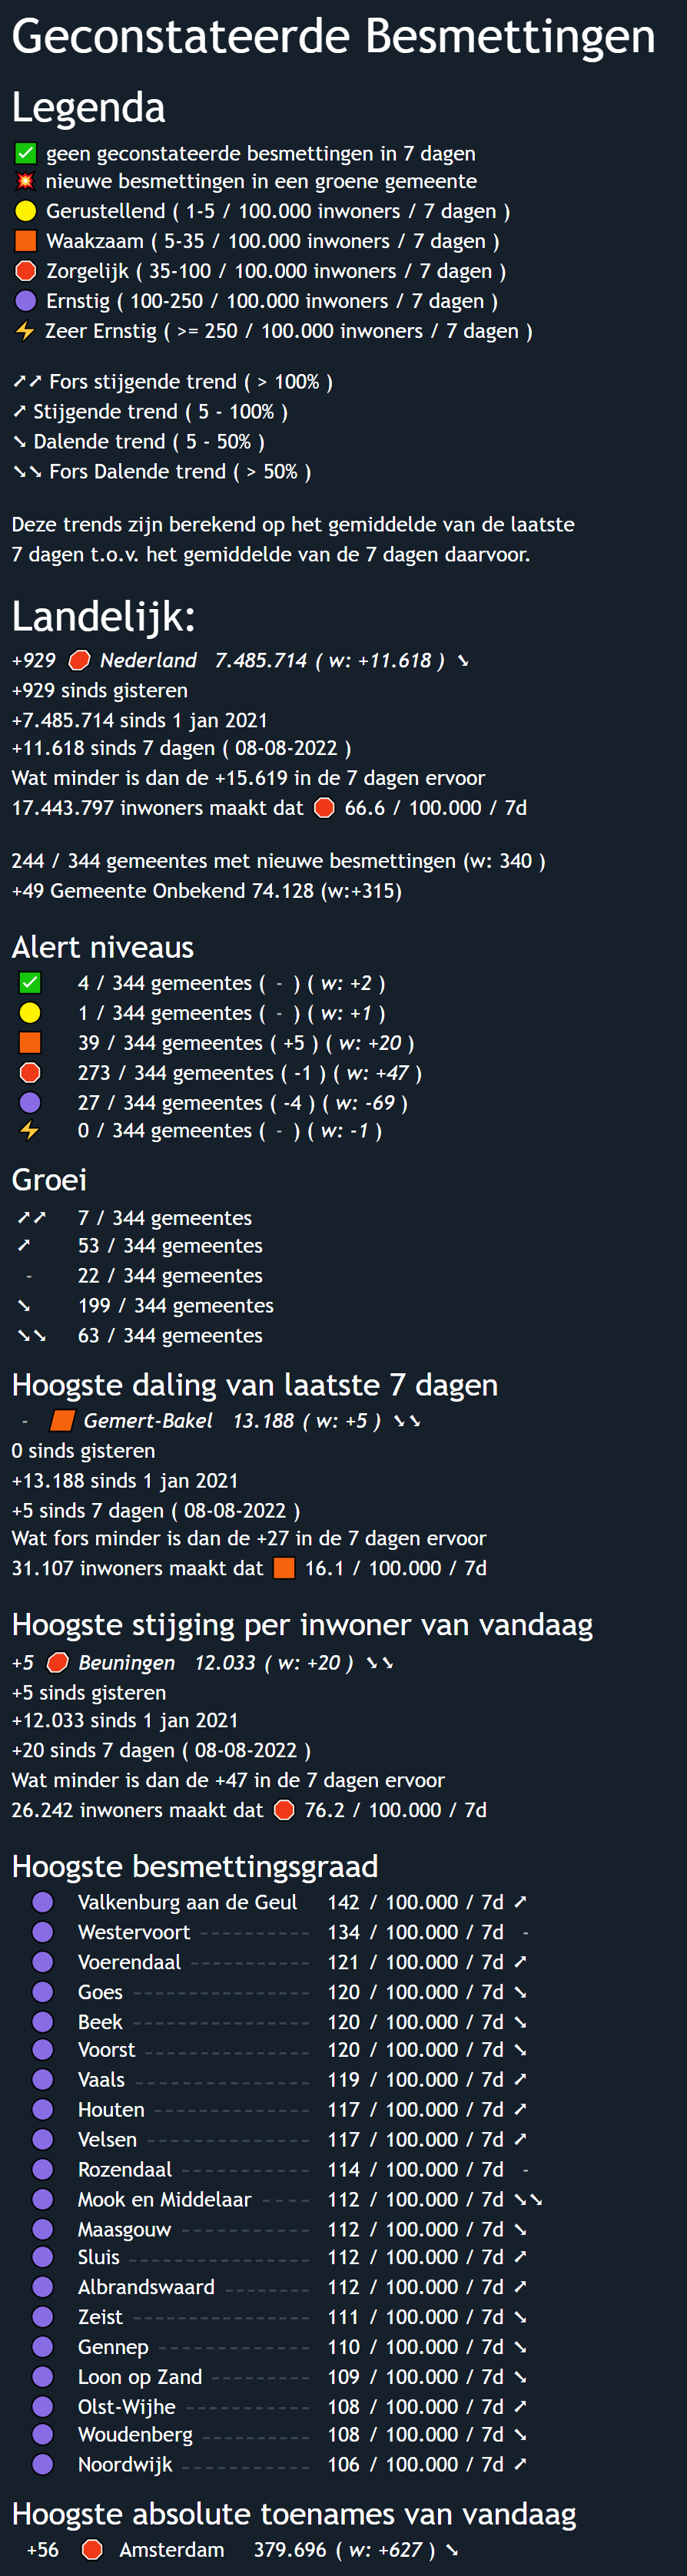 Geconstateerde Besmettingen
Legenda
✅ geen geconstateerde besmettingen in 7 dagen
💥 nieuwe besmettingen in een groene gemeente
🟡 Gerustellend ( 1-5 / 100.000 inwoners / 7 dagen )
🟧 Waakzaam ( 5-35 / 100.000 inwoners / 7 dagen )
🛑 Zorgelijk ( 35-100 / 100.000 inwoners / 7 dagen )
🟣 Ernstig ( 100-250 / 100.000 inwoners / 7 dagen )
⚡ Zeer Ernstig ( >= 250 / 100.000 inwoners / 7 dagen )
➚➚ Fors stijgende trend ( > 100% )
➚ Stijgende trend ( 5 - 100% )
➘ Dalende trend ( 5 - 50% )
➘➘ Fors Dalende trend ( > 50% )
Deze trends zijn berekend op het gemiddelde van de laatste
7 dagen t.o.v. het gemiddelde van de 7 dagen daarvoor.
Landelijk:
+929 🛑 Nederland 7.485.714 ( w: +11.618 ) ➘
+929 sinds gisteren
+7.485.714 sinds 1 jan 2021
+11.618 sinds 7 dagen ( 08-08-2022 )
Wat minder is dan de +15.619 in de 7 dagen ervoor
17.443.797 inwoners maakt dat 🛑 66.6 / 100.000 / 7d
244 / 344 gemeentes met nieuwe besmettingen (w: 340 )
+49 Gemeente Onbekend 74.128 (w:+315)
Alert niveaus
✅ 4 / 344 gemeentes ( - ) ( w: +2 )
🟡 1 / 344 gemeentes ( - ) ( w: +1 )
🟧 39 / 344 gemeentes ( +5 ) ( w: +20 )
🛑 273 / 344 gemeentes ( -1 ) ( w: +47 )
🟣 27 / 344 gemeentes ( -4 ) ( w: -69 )
⚡ 0 / 344 gemeentes ( - ) ( w: -1 )
Groei
➚➚ 7 / 344 gemeentes
➚ 53 / 344 gemeentes
- 22 / 344 gemeentes
➘ 199 / 344 gemeentes
➘➘ 63 / 344 gemeentes
Hoogste daling van laatste 7 dagen
- 🟧 Gemert-Bakel 13.188 ( w: +5 ) ➘➘
0 sinds gisteren
+13.188 sinds 1 jan 2021
+5 sinds 7 dagen ( 08-08-2022 )
Wat fors minder is dan de +27 in de 7 dagen ervoor
31.107 inwoners maakt dat 🟧 16.1 / 100.000 / 7d
Hoogste stijging per inwoner van vandaag
+5 🛑 Beuningen 12.033 ( w: +20 ) ➘➘
+5 sinds gisteren
+12.033 sinds 1 jan 2021
+20 sinds 7 dagen ( 08-08-2022 )
Wat minder is dan de +47 in de 7 dagen ervoor
26.242 inwoners maakt dat 🛑 76.2 / 100.000 / 7d
Hoogste besmettingsgraad
🟣 Valkenburg aan de Geul 142 / 100.000 / 7d ➚
🟣 Westervoort 134 / 100.000 / 7d -
🟣 Voerendaal 121 / 100.000 / 7d ➚
🟣 Goes 120 / 100.000 / 7d ➘
🟣 Beek 120 / 100.000 / 7d ➘
🟣 Voorst 120 / 100.000 / 7d ➘
🟣 Vaals 119 / 100.000 / 7d ➚
🟣 Houten 117 / 100.000 / 7d ➚
🟣 Velsen 117 / 100.000 / 7d ➚
🟣 Rozendaal 114 / 100.000 / 7d -
🟣 Mook en Middelaar 112 / 100.000 / 7d ➘➘
🟣 Maasgouw 112 / 100.000 / 7d ➘
🟣 Sluis 112 / 100.000 / 7d ➚
🟣 Albrandswaard 112 / 100.000 / 7d ➚
🟣 Zeist 111 / 100.000 / 7d ➘
🟣 Gennep 110 / 100.000 / 7d ➘
🟣 Loon op Zand 109 / 100.000 / 7d ➘
🟣 Olst-Wijhe 108 / 100.000 / 7d ➚
🟣 Woudenberg 108 / 100.000 / 7d ➘
🟣 Noordwijk 106 / 100.000 / 7d ➚
Hoogste absolute toenames van vandaag
+56 🛑 Amsterdam 379.696 ( w: +627 ) ➘